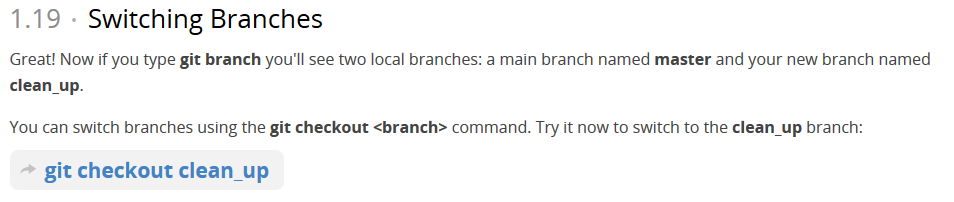 1.19 · Switching Branches
Great! Now if you type git branch you'll see two local branches: a main branch named master and your new branch named
clean_up.
You can switch branches using the git checkout <branch> command. Try it now to switch to the clean_up branch:
git checkout clean_up